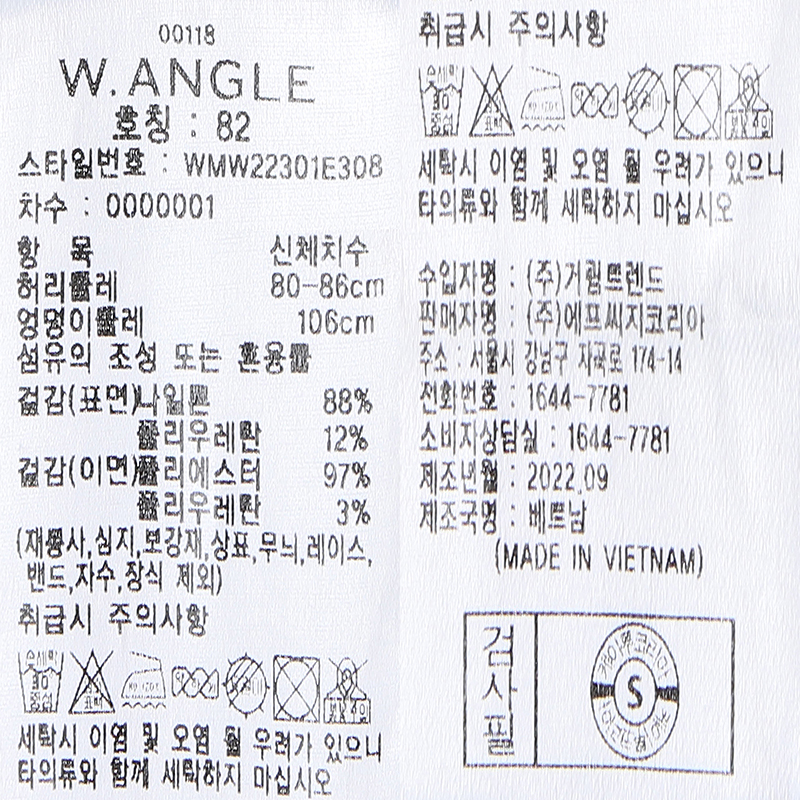 00118
W.ANGLE
호칭 : 82
스타일번호 : WMW22301E308
차수 : 0000001
항 목 신체치수
허리둘레 80-86cm
엉덩이둘레 106cm
섬유의 조성 또는 혼용률
겉감(표면)나일론 88%
폴리우레탄 12%
겉감(이면)폴리에스터 97%
폴리우레탄 3%
(재봉사,심지,보강재,상표,무늬,레이스,
밴드,자수,장식 제외)
취급시 주의사항
30
중성
세탁시 이염 및 오염 될 우려가 있으니
타의류와 함께 세탁하지 마십시오
취급시 주의사항
30
중성
세탁시 이염 및 오염 될 우려가 있으니
타의류와 함께 세탁하지 마십시오
수입자명 : (주)거림트렌드
판매자명 : (주)에프씨지코리아
주소 : 서울시 강남구 자곡로 174-14
전화번호 : 1644-7781
소비자상담실 : 1644-7781
제조년월 : 2022.09
제조국명 : 베트남
(MADE IN VIETNAM)
검사필
S